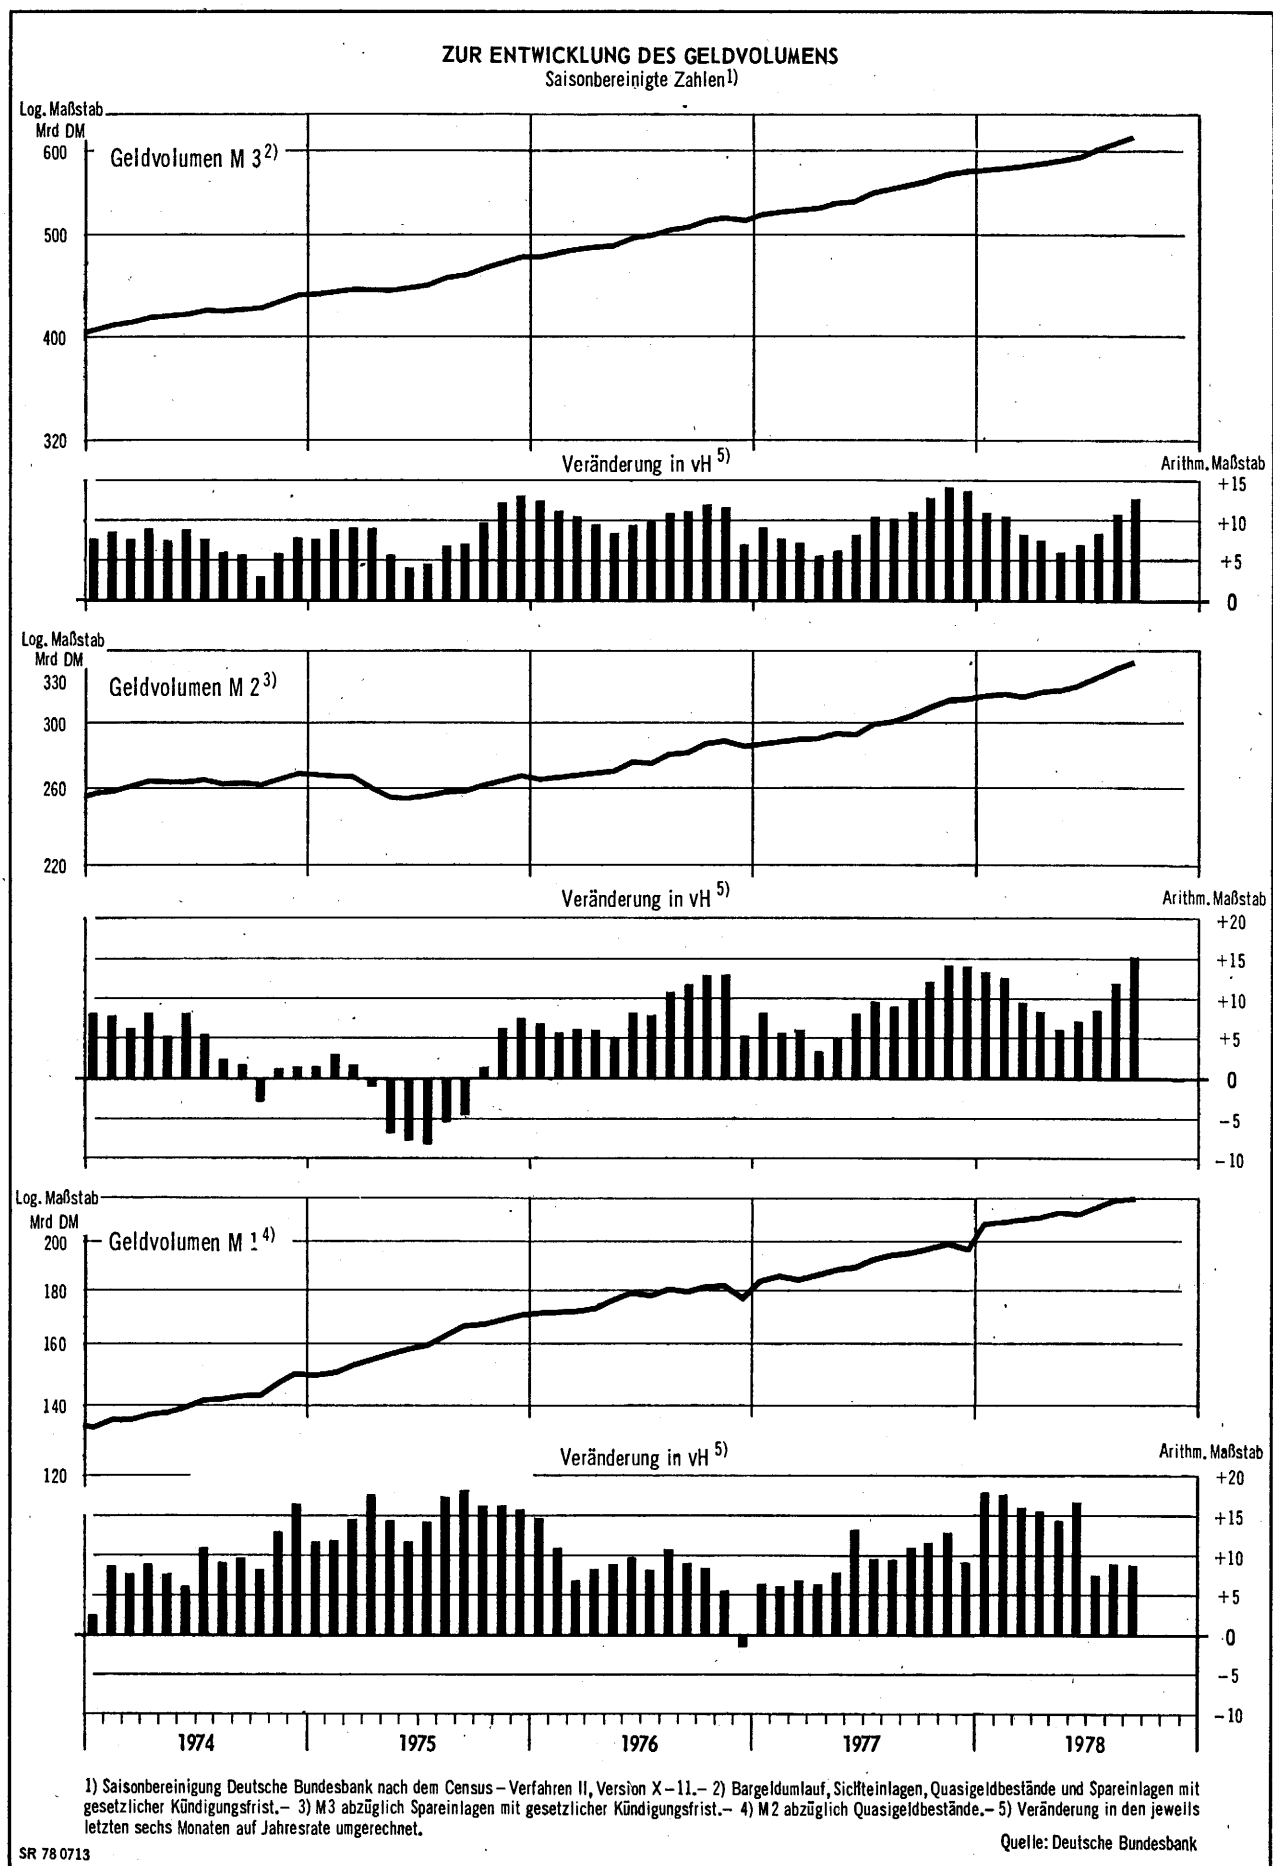 ZUR ENTWICKLUNG DES GELDVOLUMENS
Saisonbereinigte Zahlen1)
Log. Maßstab
Mrd DM
Geldvolumen M 3 2)
600
500
400
320
Veränderung in vH 5)
Arithm. Maßstab
+15
+10
+5
0
Log. Maßstab
Mrd DM
Geldvolumen M 2 3)
330
300
260
220
Veränderung in vH 5)
Arithm. Maßstab
+20
+15
+10
+5
0
−5
−10
Log. Maßstab
Mrd DM
Geldvolumen M 1 4)
200
180
160
140
120
Veränderung in vH 5)
Arithm. Maßstab
+20
+15
+10
+5
0
−5
−10
1974 1975 1976 1977 1978
1) Saisonbereinigung Deutsche Bundesbank nach dem Census – Verfahren II, Version X – 11.– 2) Bargeldumlauf, Sichteinlagen, Quasigeldbestände und Spareinlagen mit
gesetzlicher Kündigungsfrist.– 3) M3 abzüglich Spareinlagen mit gesetzlicher Kündigungsfrist.– 4) M2 abzüglich Quasigeldbestände.– 5) Veränderung in den jeweils
letzten sechs Monaten auf Jahresrate umgerechnet.
Quelle: Deutsche Bundesbank
SR 78 0713